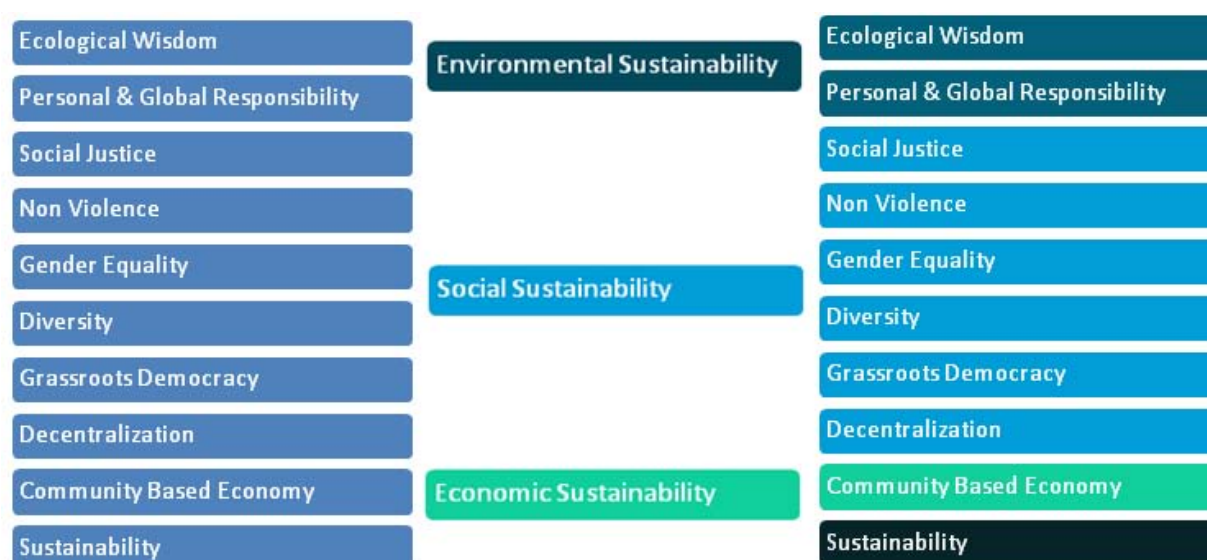 Ecological Wisdom
Personal & Global Responsibility
Social Justice
Non Violence
Gender Equality
Diversity
Grassroots Democracy
Decentralization
Community Based Economy
Sustainability
Environmental Sustainability
Social Sustainability
Economic Sustainability
Ecological Wisdom
Personal & Global Responsibility
Social Justice
Non Violence
Gender Equality
Diversity
Grassroots Democracy
Decentralization
Community Based Economy
Sustainability